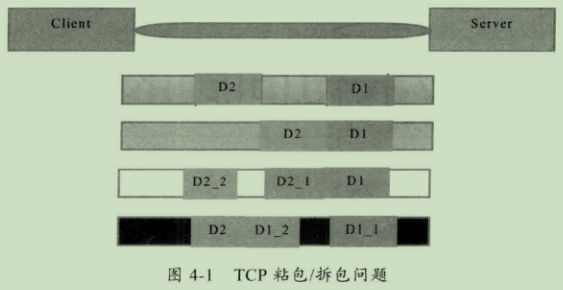 Client Server
D2 D1
D2 D1
D2_2 D2_1 D1
D2 D1_2 D1_1
图 4-1 TCP 粘包/拆包问题